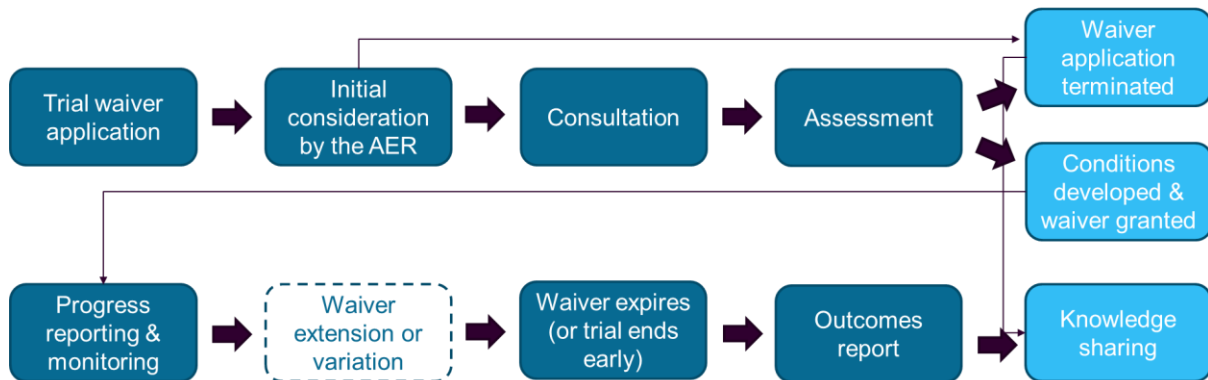 Trial waiver
application
Initial
consideration
by the AER
Consultation
Assessment
Waiver
application
terminated
Conditions
developed &
waiver granted
Progress
reporting &
monitoring
Waiver
extension or
variation
Waiver expires
(or trial ends
early)
Outcomes
report
Knowledge
sharing